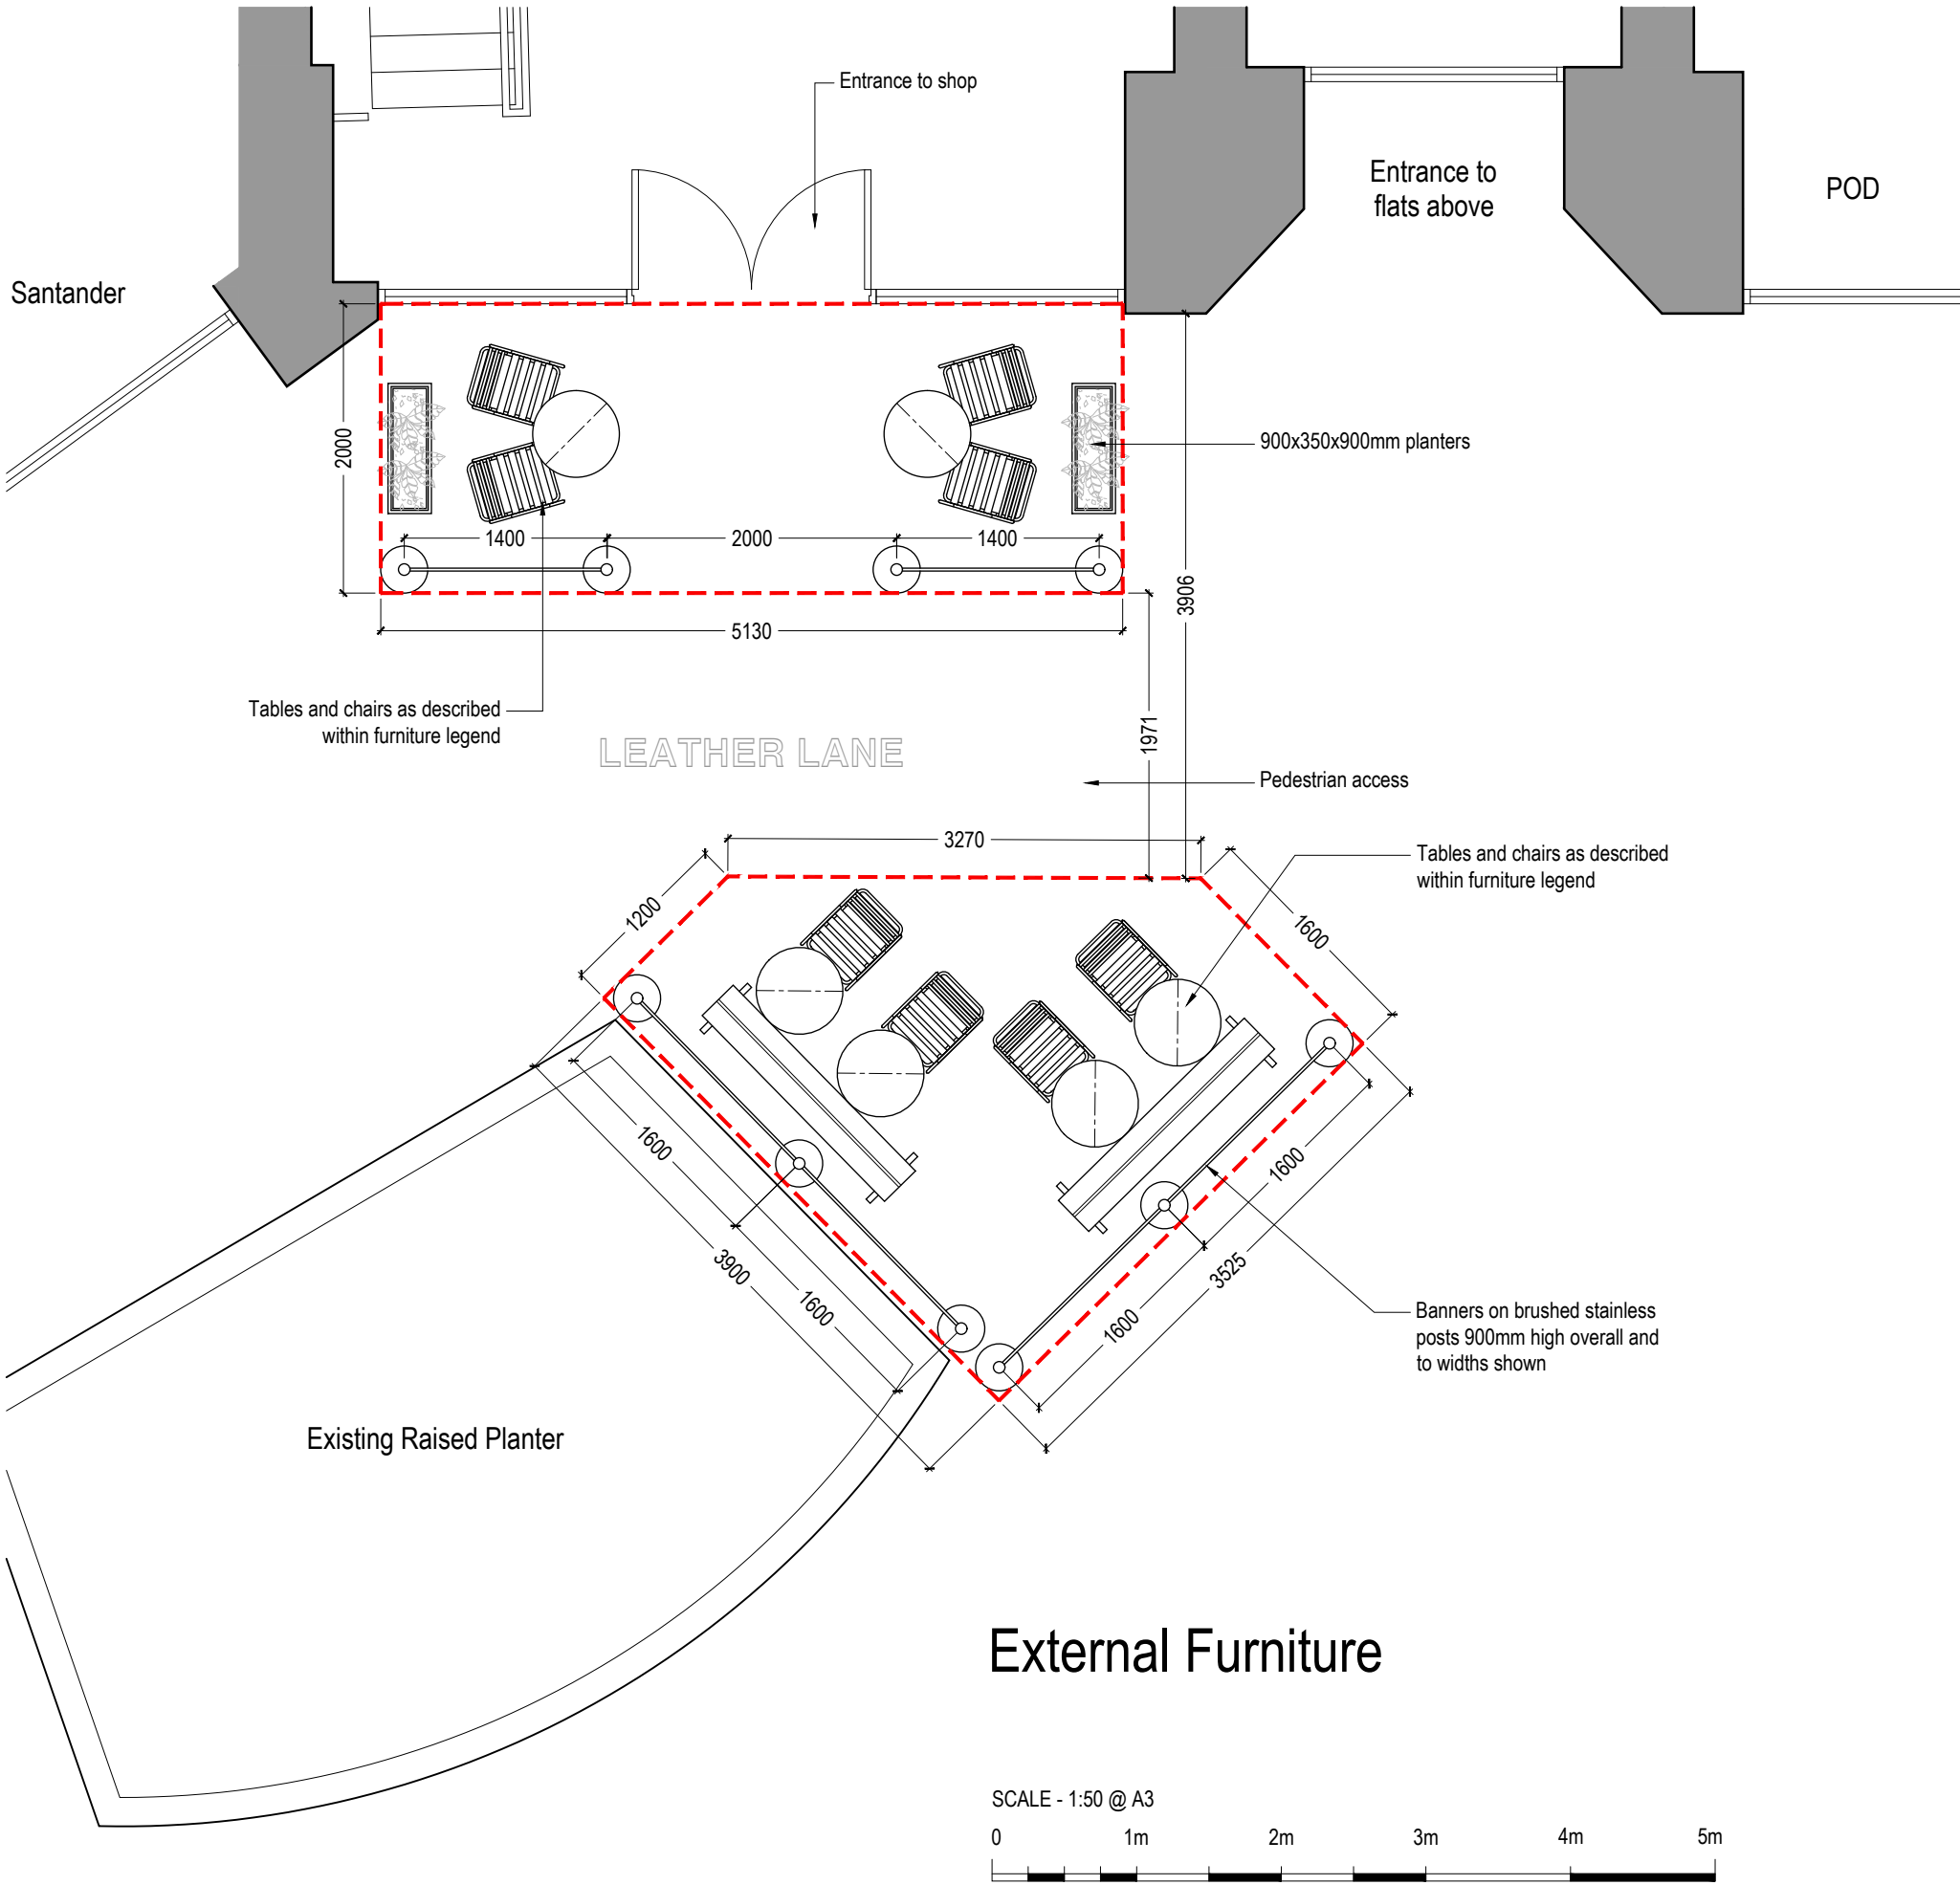 Entrance to shop
Entrance to
flats above
POD
Santander
2000
900x350x900mm planters
1400
2000
1400
3906
5130
Tables and chairs as described
within furniture legend
LEATHER LANE
1971
Pedestrian access
3270
Tables and chairs as described
within furniture legend
1200
1600
1600
1600
3900
3525
1600
1600
Banners on brushed stainless
posts 900mm high overall and
to widths shown
Existing Raised Planter
External Furniture
SCALE - 1:50 @ A3
0 1m 2m 3m 4m 5m